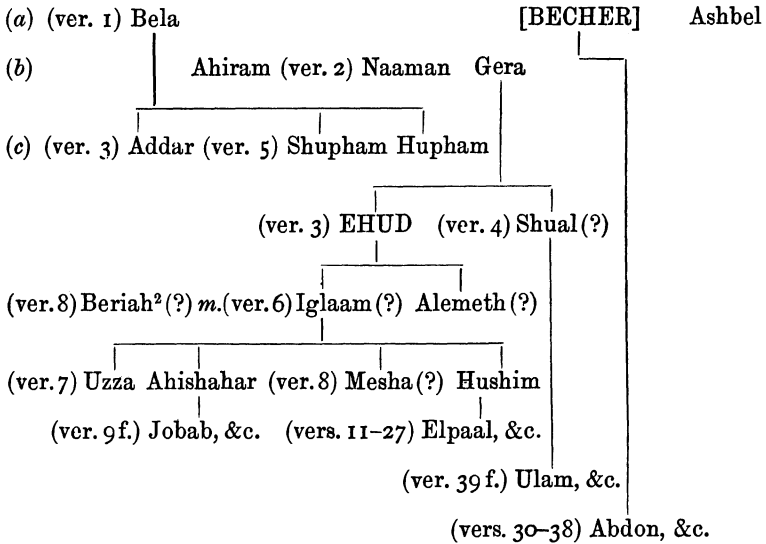 (a) (ver. 1) Bela [BECHER] Ashbel
(b) Ahiram (ver. 2) Naaman Gera
(c) (ver. 3) Addar (ver. 5) Shupham Hupham
(ver. 3) EHUD (ver. 4) Shual (?)
(ver. 8) Beriah² (?) m. (ver. 6) Iglaam (?) Alemeth (?)
(ver. 7) Uzza Ahishahar (ver. 8) Mesha (?) Hushim
(ver. 9 f.) Jobab, &c. (vers. 11–27) Elpaal, &c.
(ver. 39 f.) Ulam, &c.
(vers. 30–38) Abdon, &c.